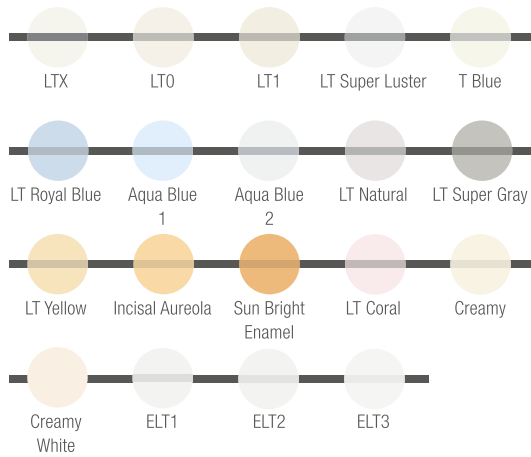 LTX LT0 LT1 LT Super Luster T Blue
LT Royal Blue Aqua Blue 1 Aqua Blue 2 LT Natural LT Super Gray
LT Yellow Incisal Aureola Sun Bright Enamel LT Coral Creamy
Creamy White ELT1 ELT2 ELT3